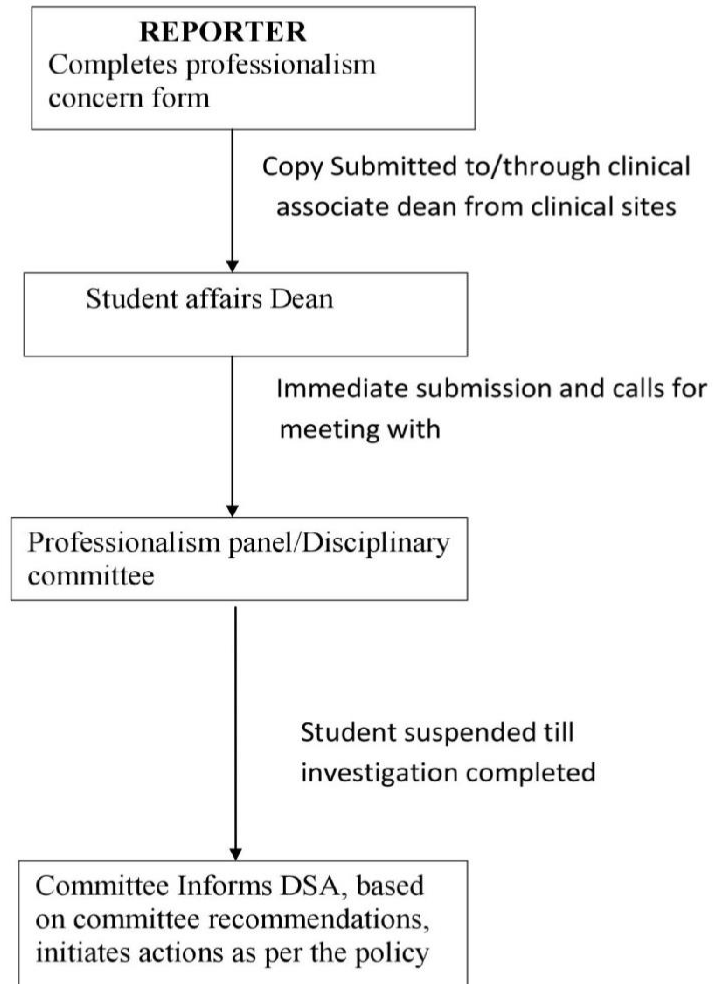 REPORTER
Completes professionalism
concern form
Copy Submitted to/through clinical
associate dean from clinical sites
Student affairs Dean
Immediate submission and calls for
meeting with
Professionalism panel/Disciplinary
committee
Student suspended till
investigation completed
Committee Informs DSA, based
on committee recommendations,
initiates actions as per the policy